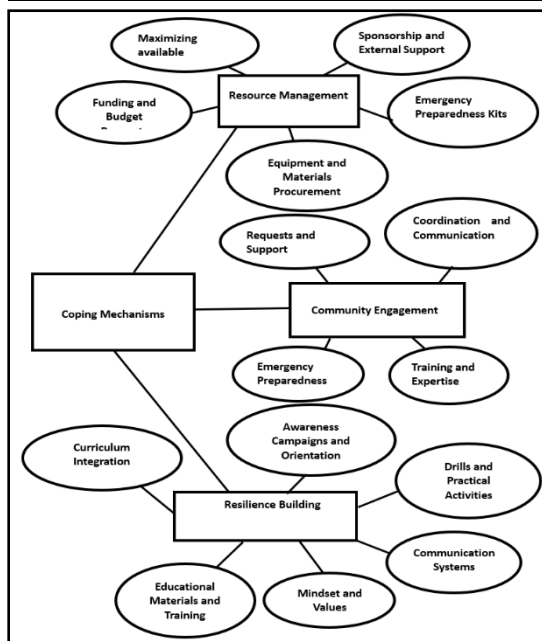 Maximizing
available
Sponsorship and
External Support
Resource Management
Funding and
Budget
Emergency
Preparedness Kits
Equipment and
Materials
Procurement
Requests and
Support
Coordination and
Communication
Coping Mechanisms
Community Engagement
Emergency
Preparedness
Training and
Expertise
Awareness
Campaigns and
Orientation
Curriculum
Integration
Drills and
Practical
Activities
Resilience Building
Communication
Systems
Educational
Materials and
Training
Mindset and
Values